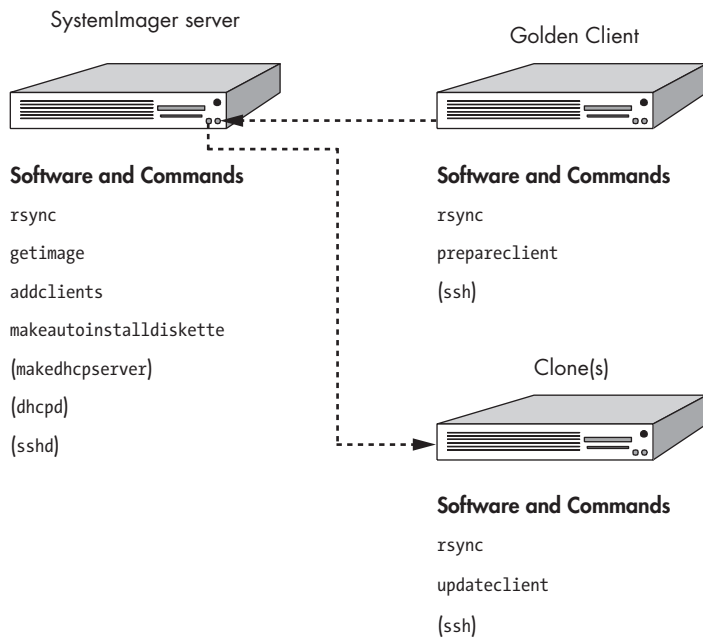 SystemImager server
Software and Commands
rsync
getimage
addclients
makeautoinstalldiskette
(makedhcpserver)
(dhcpd)
(sshd)
Golden Client
Software and Commands
rsync
prepareclient
(ssh)
Clone(s)
Software and Commands
rsync
updateclient
(ssh)